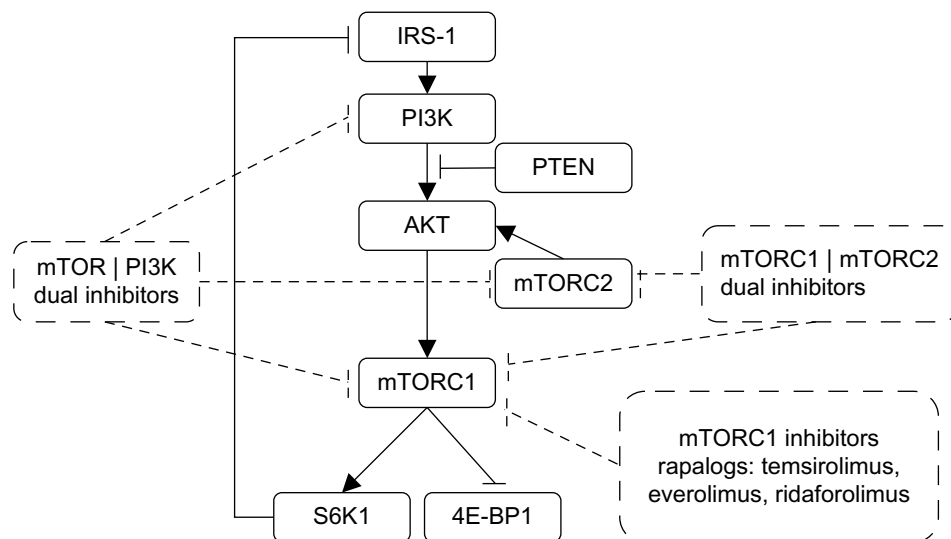 IRS-1
PI3K
PTEN
AKT
mTOR | PI3K
dual inhibitors
mTORC2
mTORC1 | mTORC2
dual inhibitors
mTORC1
mTORC1 inhibitors
rapalogs: temsirolimus,
everolimus, ridaforolimus
S6K1
4E-BP1